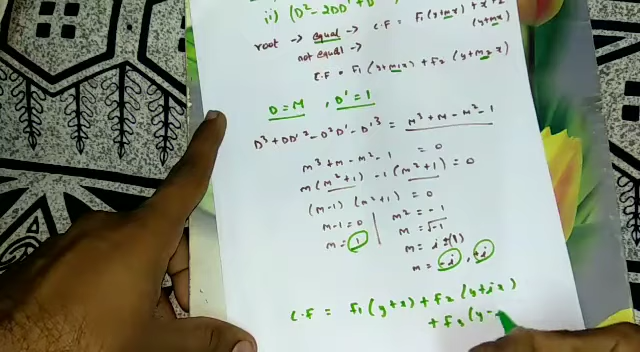 ii) (D² - 2DD' + D'
C.F = F₁(y+mx) + x F₂
(y+mx)
root → equal →
not equal →
C.F = F₁(y+m₁x) + F₂(y+m₂x)
D = M , D' = 1
D³ + DD'² - D²D' - D'³ = M³ + M - M² - 1
m³ + m - m² - 1 = 0
m(m²+1) - 1(m²+1) = 0
(m-1) (m²+1) = 0
m-1 = 0
m = 1
m² = -1
m = √-1
m = i
m = -i, +i
C.F = F₁(y+x) + F₂(y+ix)
+ F₃(y-